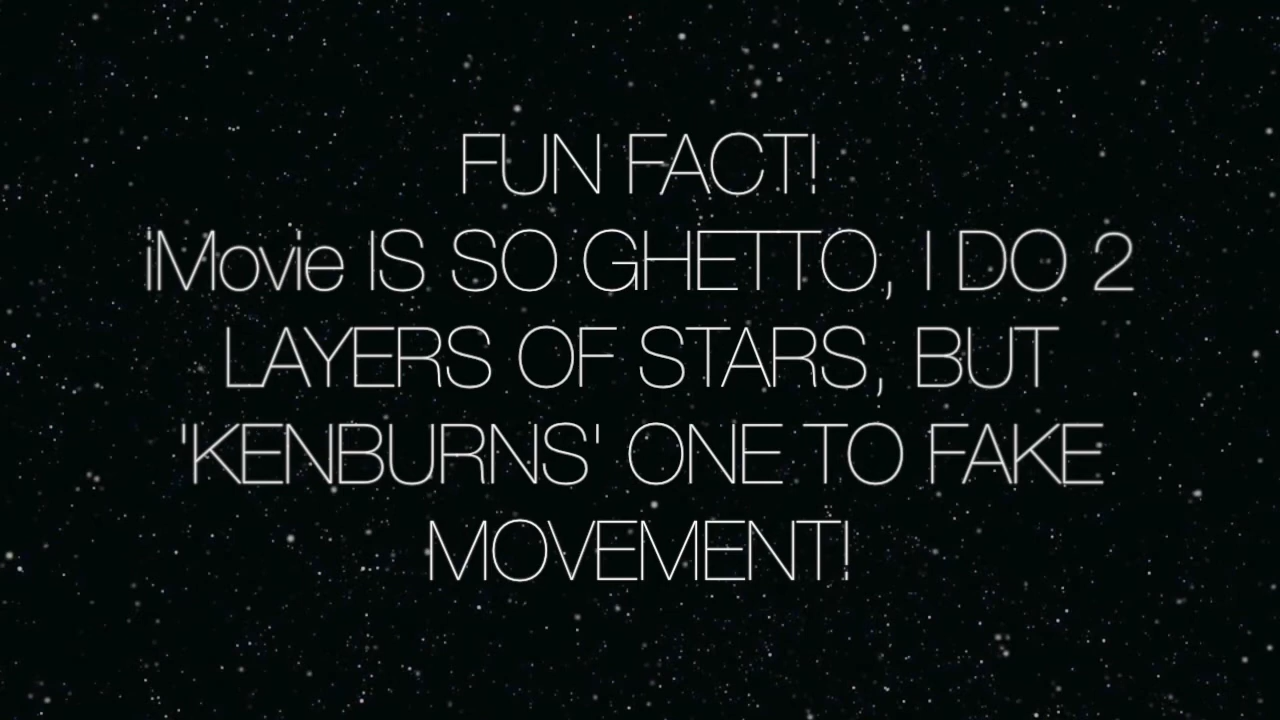 FUN FACT!
iMovie IS SO GHETTO, I DO 2
LAYERS OF STARS, BUT
'KENBURNS' ONE TO FAKE
MOVEMENT!